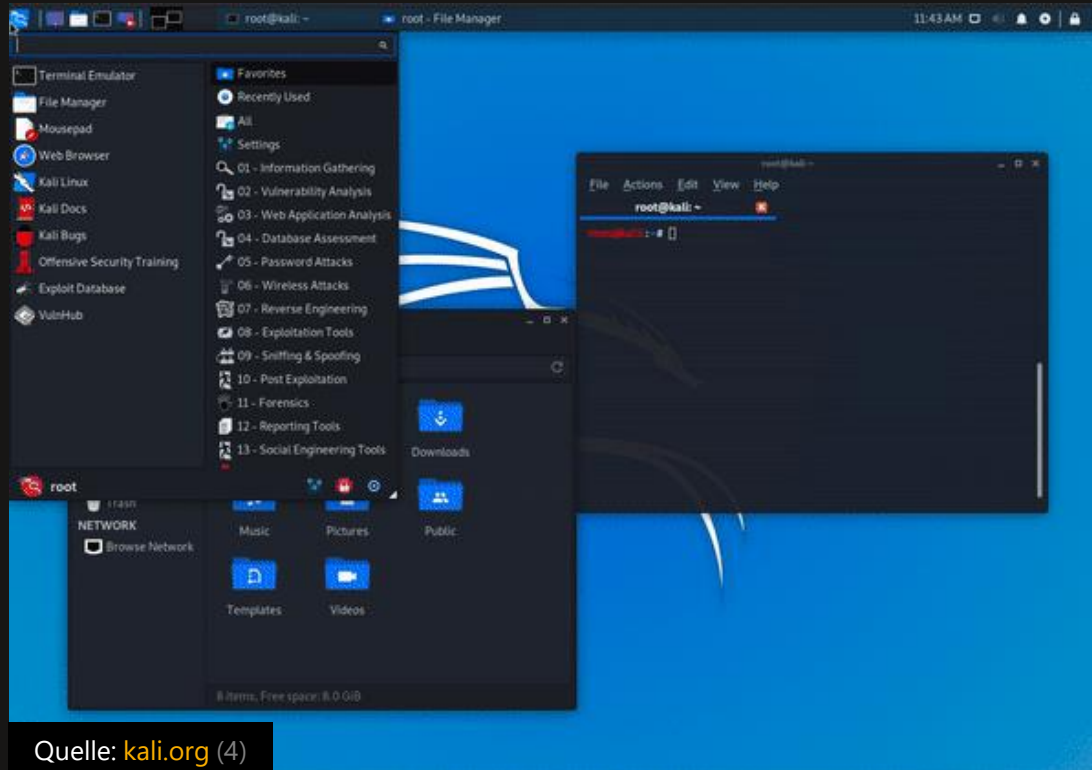 root@kali: ~
root - File Manager
11:43 AM
Terminal Emulator
File Manager
Mousepad
Web Browser
Kali Linux
Kali Docs
Kali Bugs
Offensive Security Training
Exploit Database
VulnHub
Favorites
Recently Used
All
Settings
01 - Information Gathering
02 - Vulnerability Analysis
03 - Web Application Analysis
04 - Database Assessment
05 - Password Attacks
06 - Wireless Attacks
07 - Reverse Engineering
08 - Exploitation Tools
09 - Sniffing & Spoofing
10 - Post Exploitation
11 - Forensics
12 - Reporting Tools
13 - Social Engineering Tools
root
root@kali: ~
File Actions Edit View Help
root@kali: ~
root@kali:~#
Downloads
Trash
NETWORK
Browse Network
Music
Pictures
Public
Templates
Videos
8 items, Free space: 8.0 GiB
Quelle: kali.org (4)